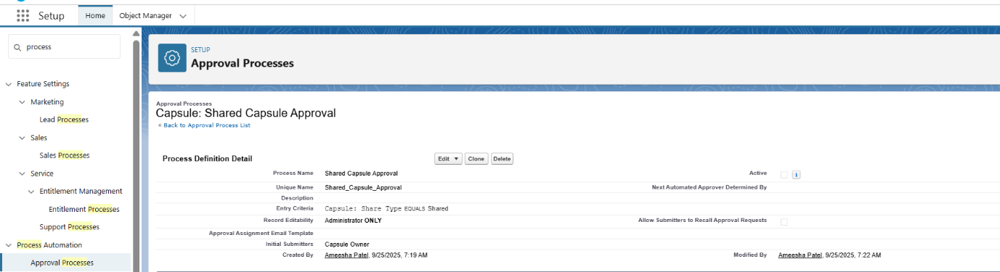 Setup Home Object Manager
process
Feature Settings
Marketing
Lead Processes
Sales
Sales Processes
Service
Entitlement Management
Entitlement Processes
Support Processes
Process Automation
Approval Processes
SETUP
Approval Processes
Approval Processes
Capsule: Shared Capsule Approval
« Back to Approval Process List
Process Definition Detail Edit Clone Delete
Process Name Shared Capsule Approval Active i
Unique Name Shared_Capsule_Approval Next Automated Approver Determined By
Description
Entry Criteria Capsule: Share Type EQUALS Shared
Record Editability Administrator ONLY Allow Submitters to Recall Approval Requests
Approval Assignment Email Template
Initial Submitters Capsule Owner
Created By Ameesha Patel, 9/25/2025, 7:19 AM Modified By Ameesha Patel, 9/25/2025, 7:22 AM